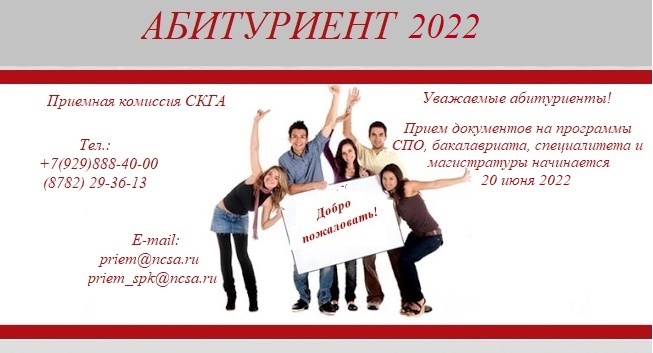 АБИТУРИЕНТ 2022
Приемная комиссия СКГА
Тел.:
+7(929)888-40-00
(8782) 29-36-13
E-mail:
priem@ncsa.ru
priem_spk@ncsa.ru
Добро
пожаловать!
Уважаемые абитуриенты!
Прием документов на программы
СПО, бакалавриата, специалитета и
магистратуры начинается
20 июня 2022